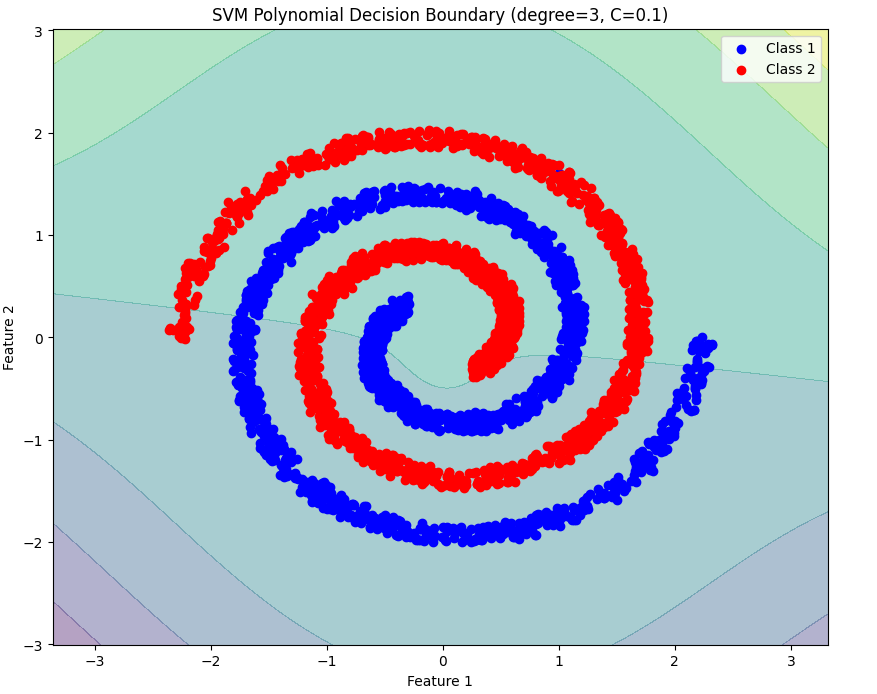 SVM Polynomial Decision Boundary (degree=3, C=0.1)
Class 1
Class 2
3
2
1
0
−1
−2
−3
Feature 2
−3
−2
−1
0
1
2
3
Feature 1